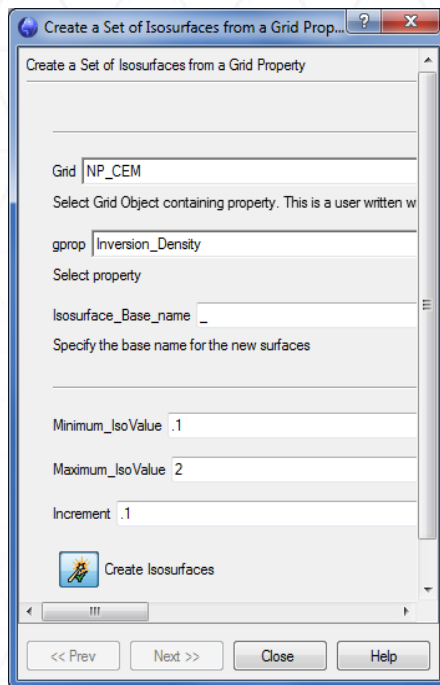 Create a Set of Isosurfaces from a Grid Prop...
Create a Set of Isosurfaces from a Grid Property
Grid NP_CEM
Select Grid Object containing property. This is a user written w
gprop Inversion_Density
Select property
Isosurface_Base_name _
Specify the base name for the new surfaces
Minimum_IsoValue .1
Maximum_IsoValue 2
Increment .1
Create Isosurfaces
<< Prev Next >> Close Help